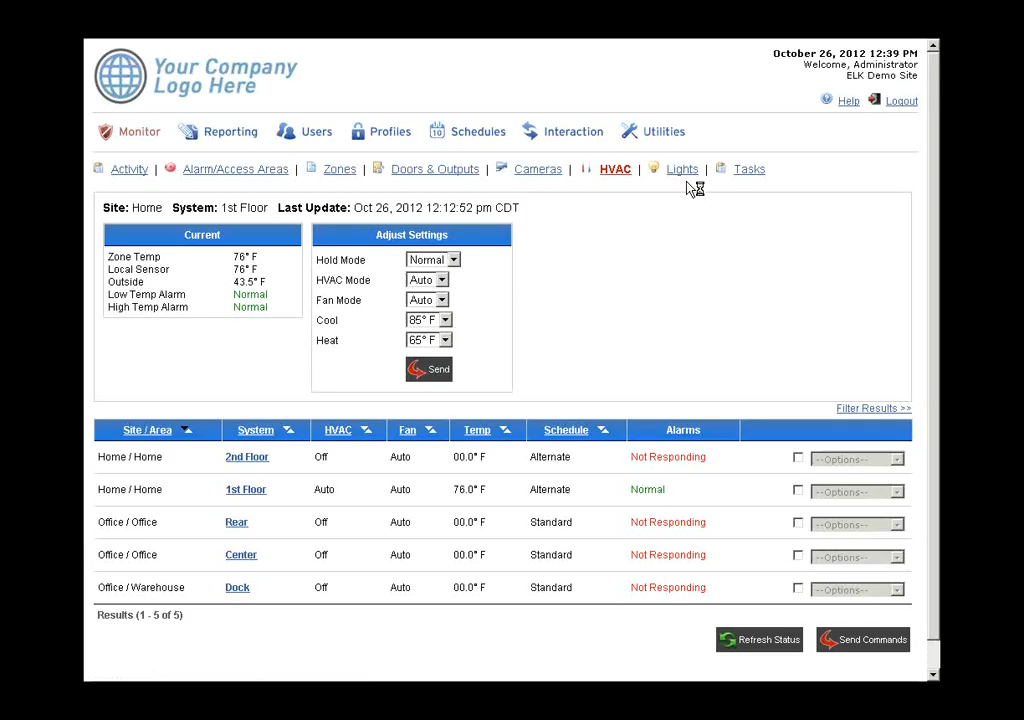 Your Company
Logo Here
October 26, 2012 12:39 PM
Welcome, Administrator
ELK Demo Site
Help Logout
Monitor Reporting Users 10 Profiles Schedules Interaction Utilities
Activity | Alarm/Access Areas | Zones | Doors & Outputs | Cameras | HVAC | Lights | Tasks
Site: Home System: 1st Floor Last Update: Oct 26, 2012 12:12:52 pm CDT
Current
Zone Temp 76° F
Local Sensor 76° F
Outside 43.5° F
Low Temp Alarm Normal
High Temp Alarm Normal
Adjust Settings
Hold Mode Normal
HVAC Mode Auto
Fan Mode Auto
Cool 85° F
Heat 65° F
Send
Filter Results >>
Site / Area System HVAC Fan Temp Schedule Alarms
Home / Home 2nd Floor Off Auto 00.0° F Alternate Not Responding --Options--
Home / Home 1st Floor Auto Auto 76.0° F Alternate Normal --Options--
Office / Office Rear Off Auto 00.0° F Standard Not Responding --Options--
Office / Office Center Off Auto 00.0° F Standard Not Responding --Options--
Office / Warehouse Dock Off Auto 00.0° F Standard Not Responding --Options--
Results (1 - 5 of 5)
Refresh Status Send Commands